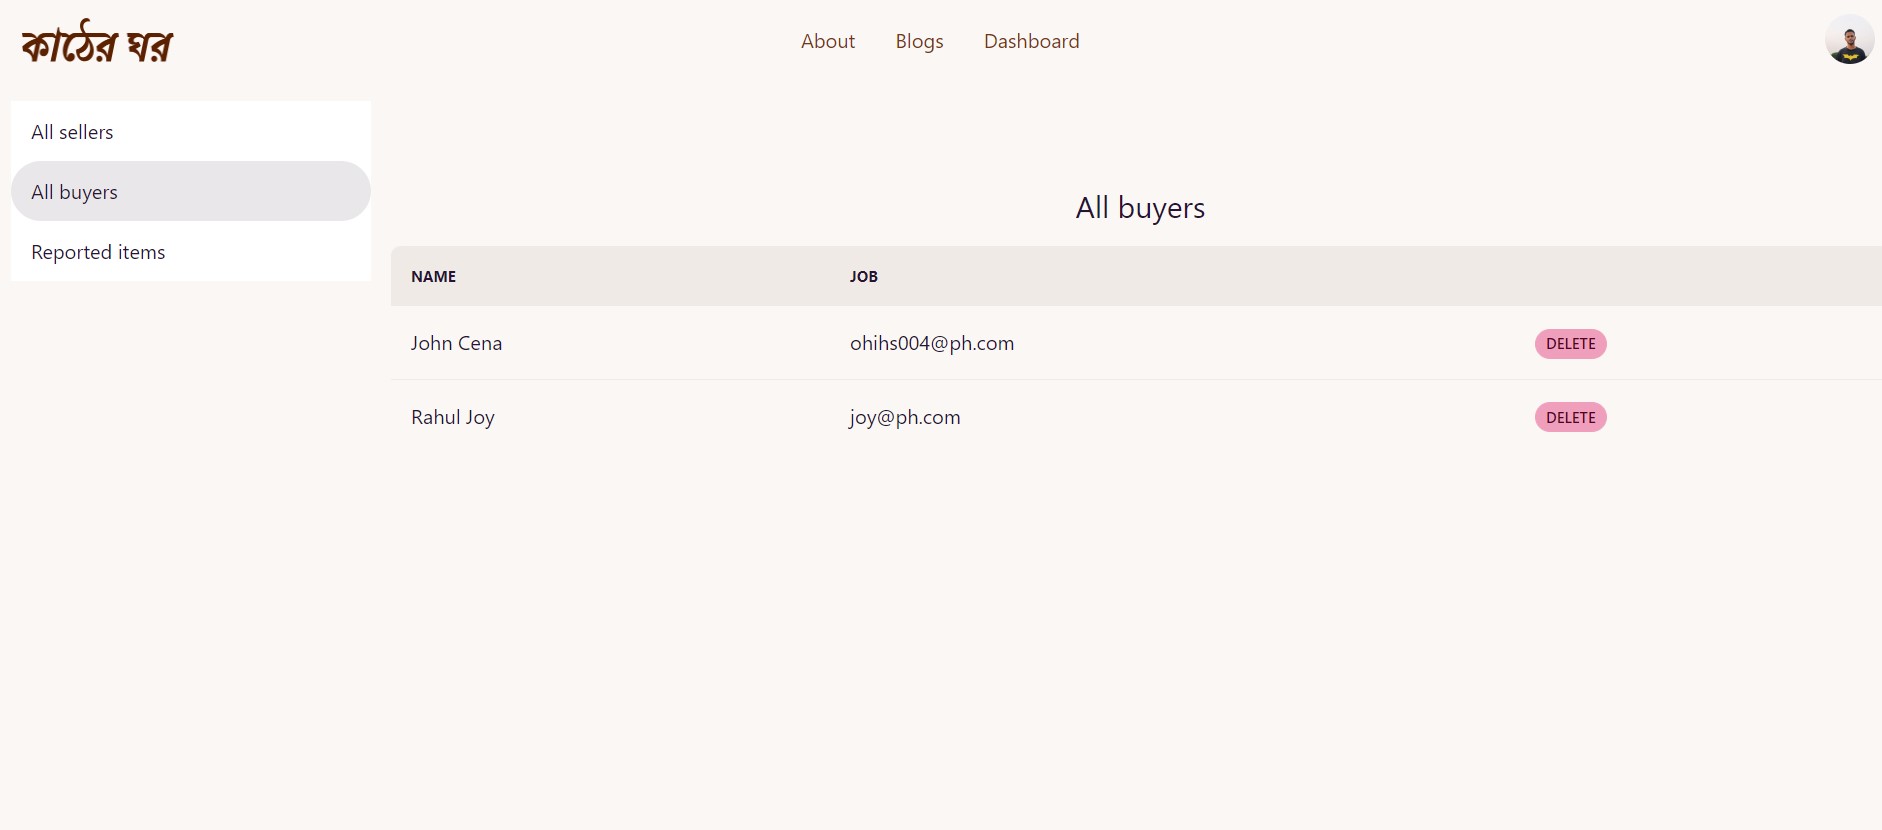 কাঠের ঘর
About Blogs Dashboard
All sellers
All buyers
Reported items
All buyers
NAME JOB
John Cena ohihs004@ph.com DELETE
Rahul Joy joy@ph.com DELETE